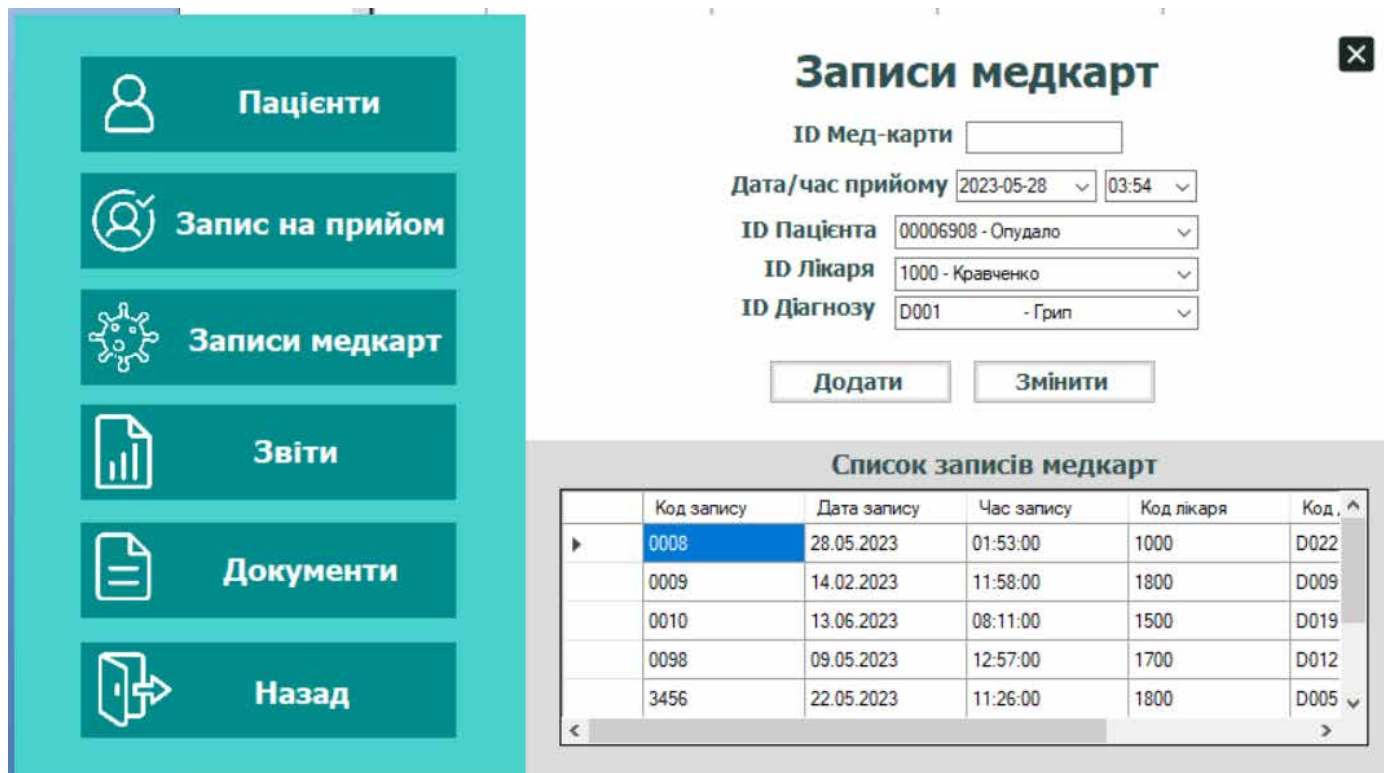 Пацієнти
Запис на прийом
Записи медкарт
Звіти
Документи
Назад
Записи медкарт
ID Мед-карти
Дата/час прийому 2023-05-28 03:54
ID Пацієнта 00006908 - Опудало
ID Лікаря 1000 - Кравченко
ID Діагнозу D001 - Грип
Додати Змінити
Список записів медкарт
Код запису Дата запису Час запису Код лікаря Код
0008 28.05.2023 01:53:00 1000 D022
0009 14.02.2023 11:58:00 1800 D009
0010 13.06.2023 08:11:00 1500 D019
0098 09.05.2023 12:57:00 1700 D012
3456 22.05.2023 11:26:00 1800 D005